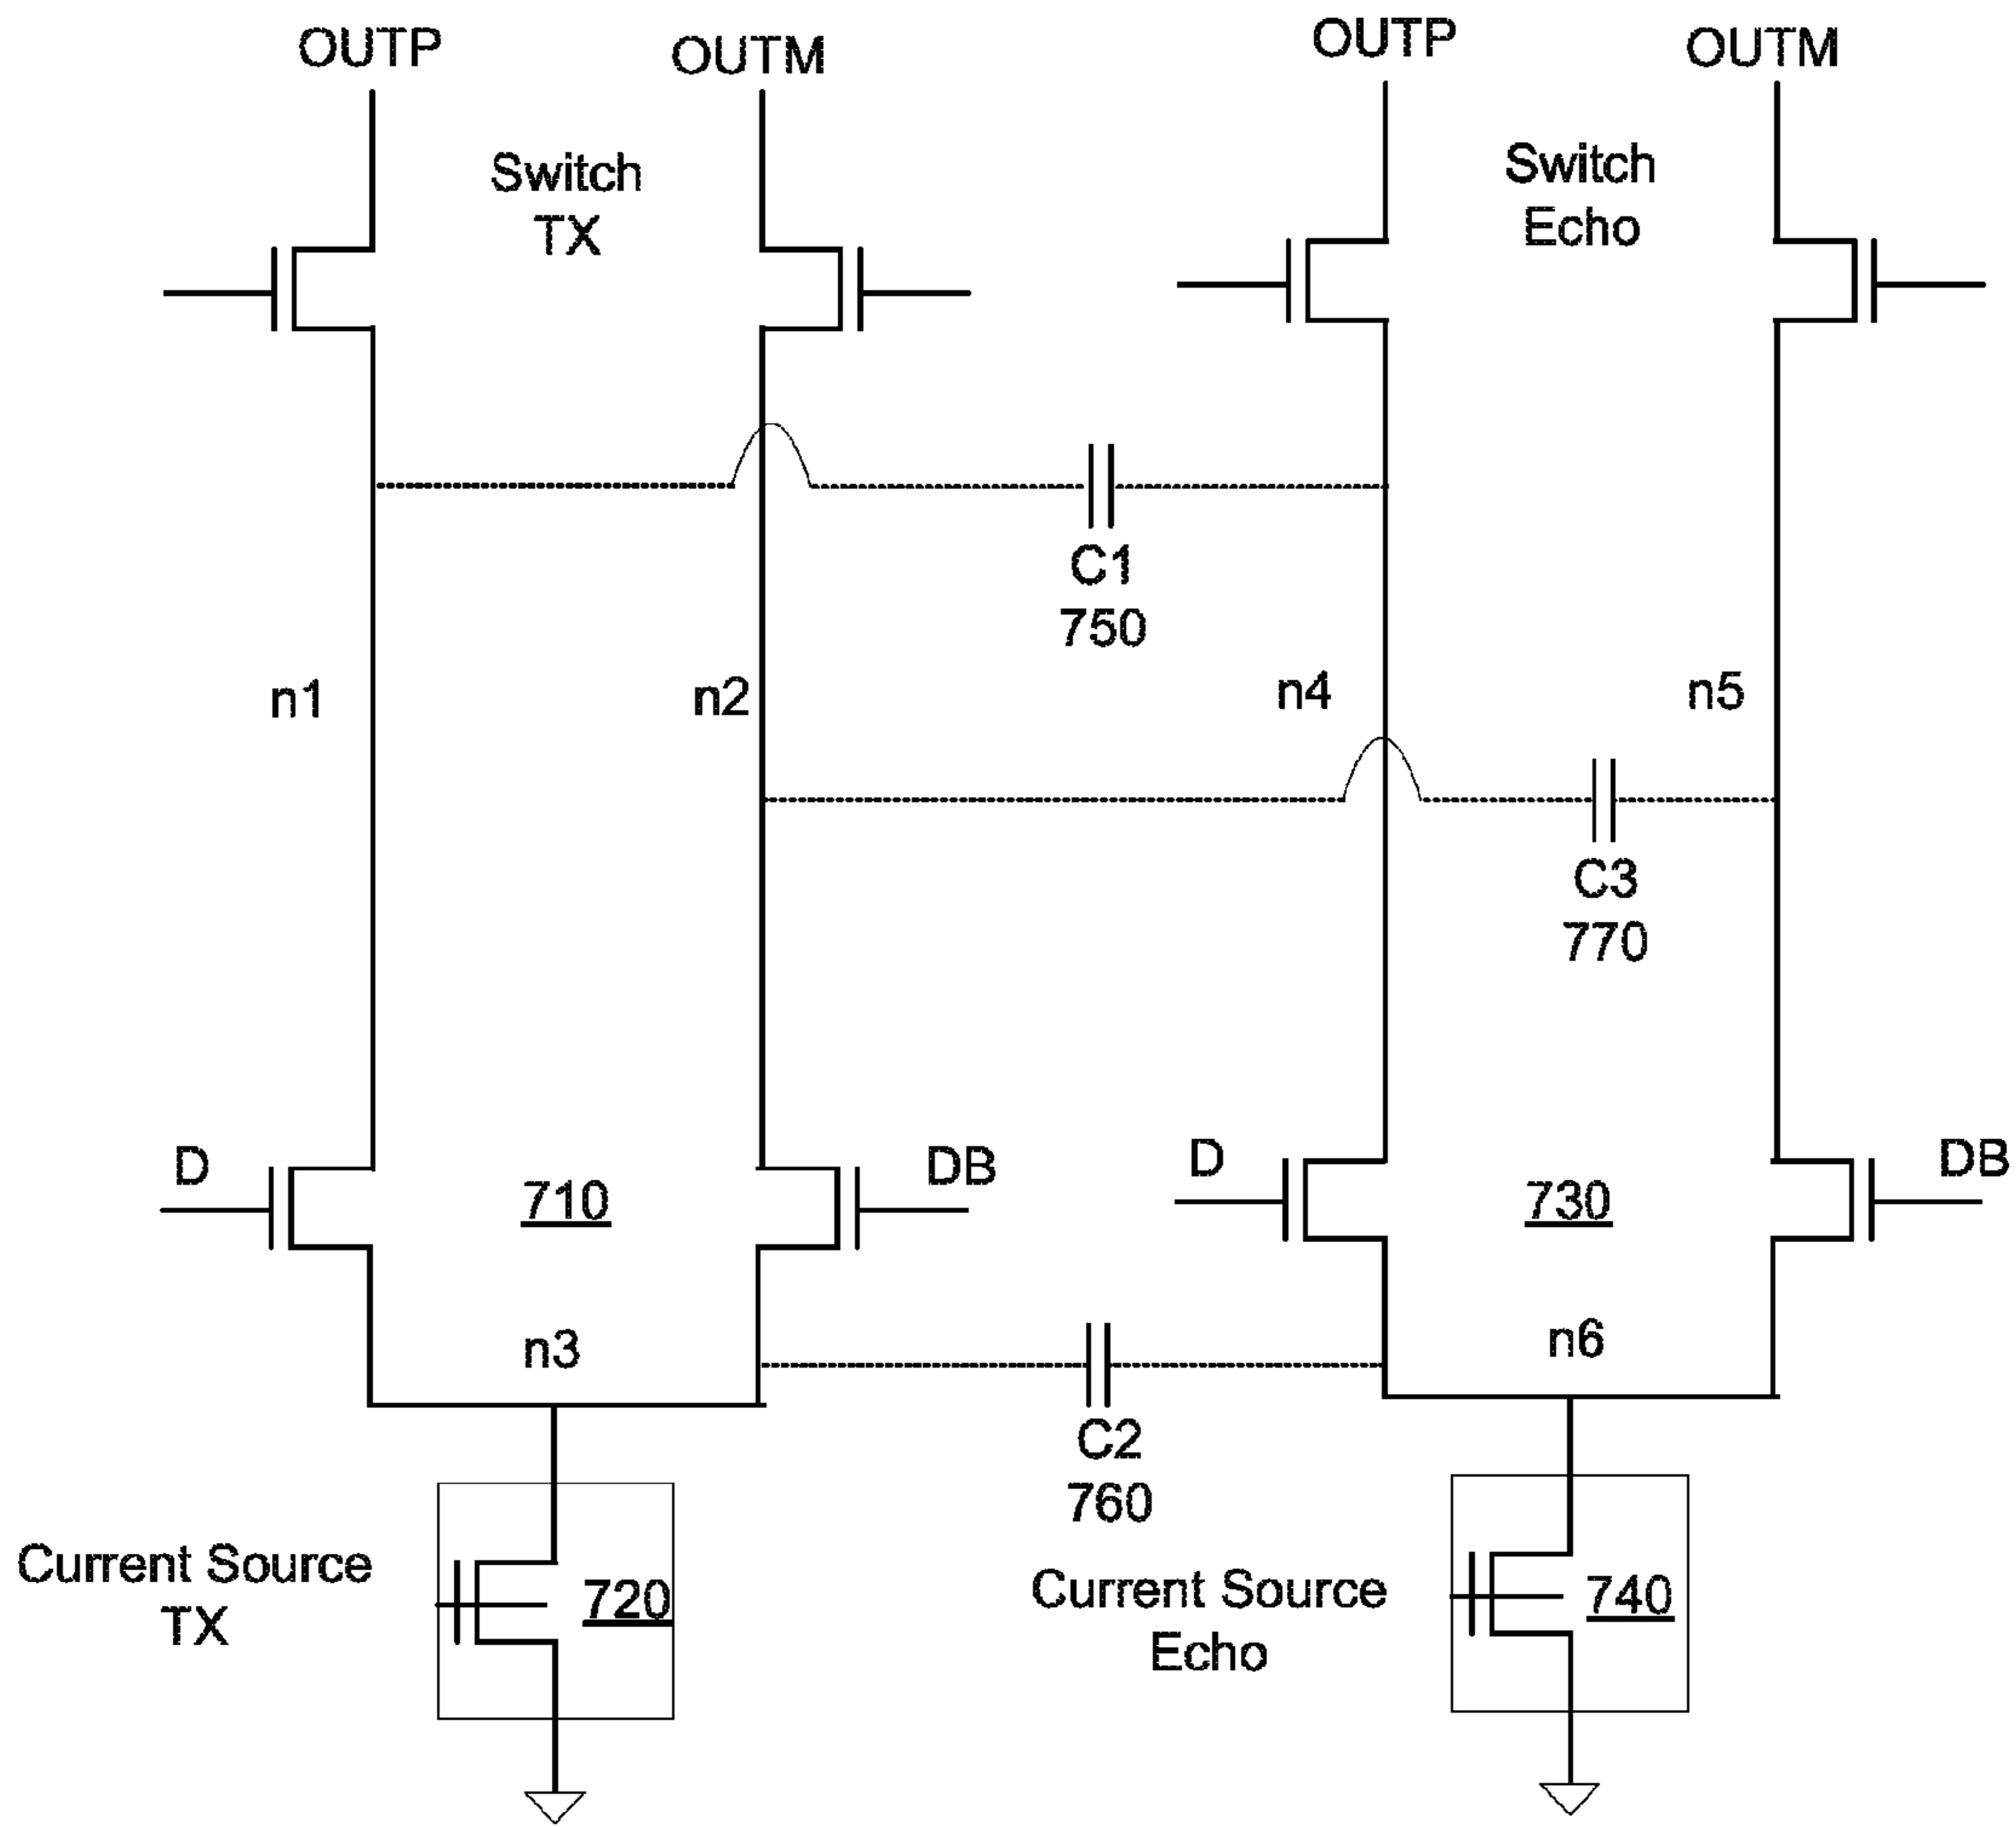 OUTP
OUTM
OUTP
OUTM
Switch
TX
Switch
Echo
C1
750
n1
n2
n4
n5
C3
770
D
710
DB
D
730
DB
n3
n6
C2
760
Current Source
TX
720
Current Source
Echo
740